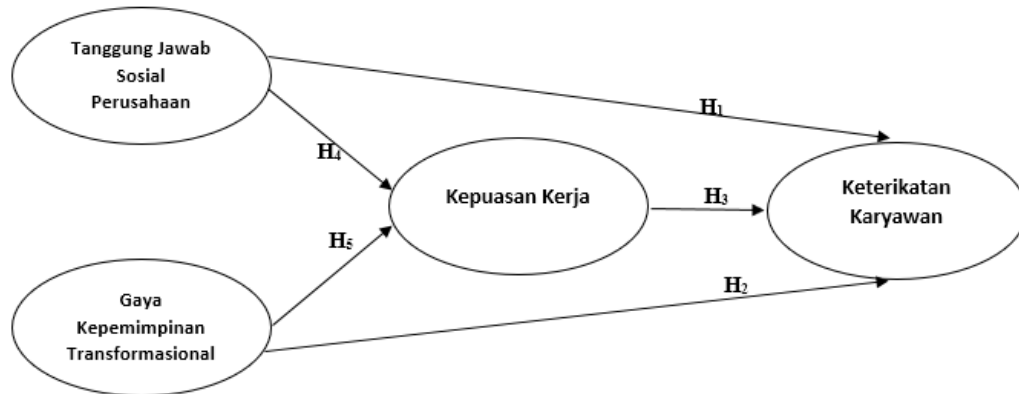 Tanggung Jawab
Sosial
Perusahaan
H1
H4
Kepuasan Kerja
H3
Keterikatan
Karyawan
H5
H2
Gaya
Kepemimpinan
Transformasional